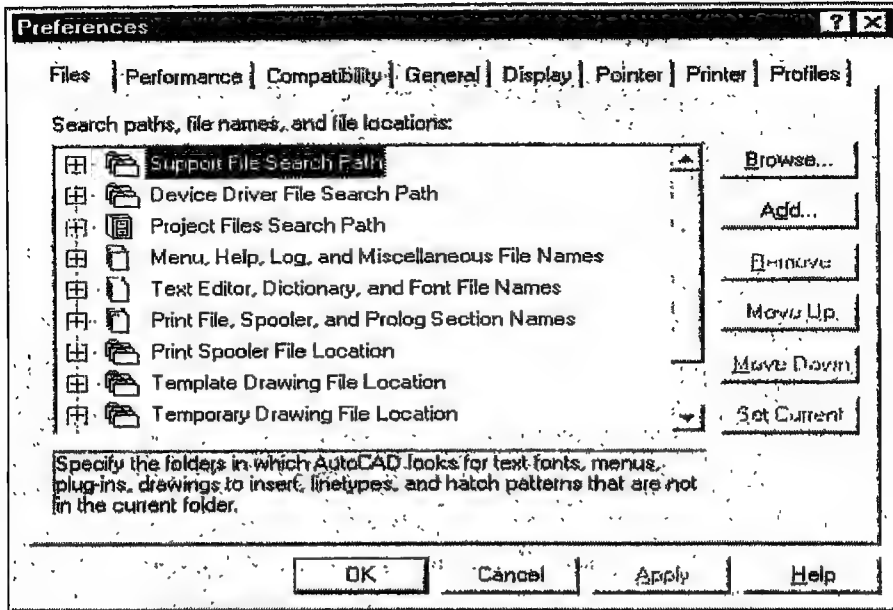 Preferences
Files Performance Compatibility General Display Pointer Printer Profiles
Search paths, file names, and file locations:
Support File Search Path
Device Driver File Search Path
Project Files Search Path
Menu, Help, Log, and Miscellaneous File Names
Text Editor, Dictionary, and Font File Names
Print File, Spooler, and Prolog Section Names
Print Spooler File Location
Template Drawing File Location
Temporary Drawing File Location
Browse...
Add...
Remove
Move Up
Move Down
Set Current
Specify the folders in which AutoCAD looks for text fonts, menus,
plug-ins, drawings to insert, linetypes, and hatch patterns that are not
in the current folder.
OK Cancel Apply Help